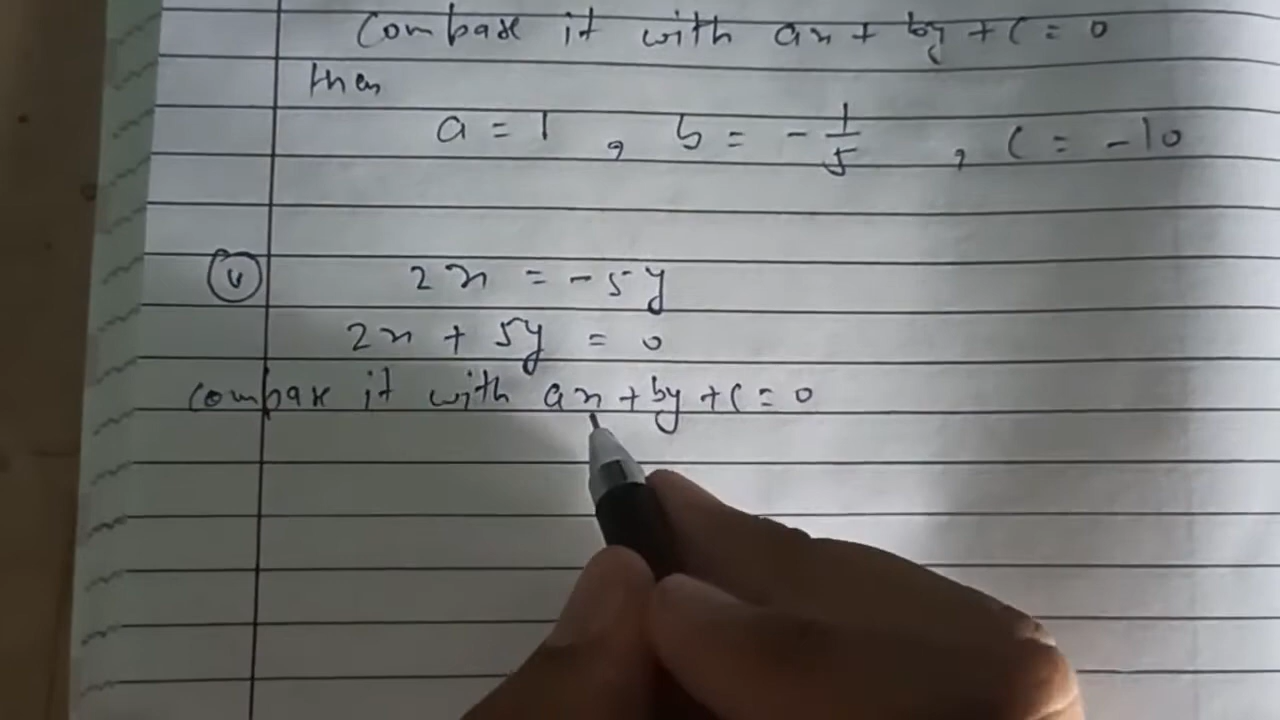 Compare it with ax + by + c = 0
then
a = 1 , b = - 1/5 , c = -10
(v) 2x = -5y
2x + 5y = 0
compare it with ax + by + c = 0